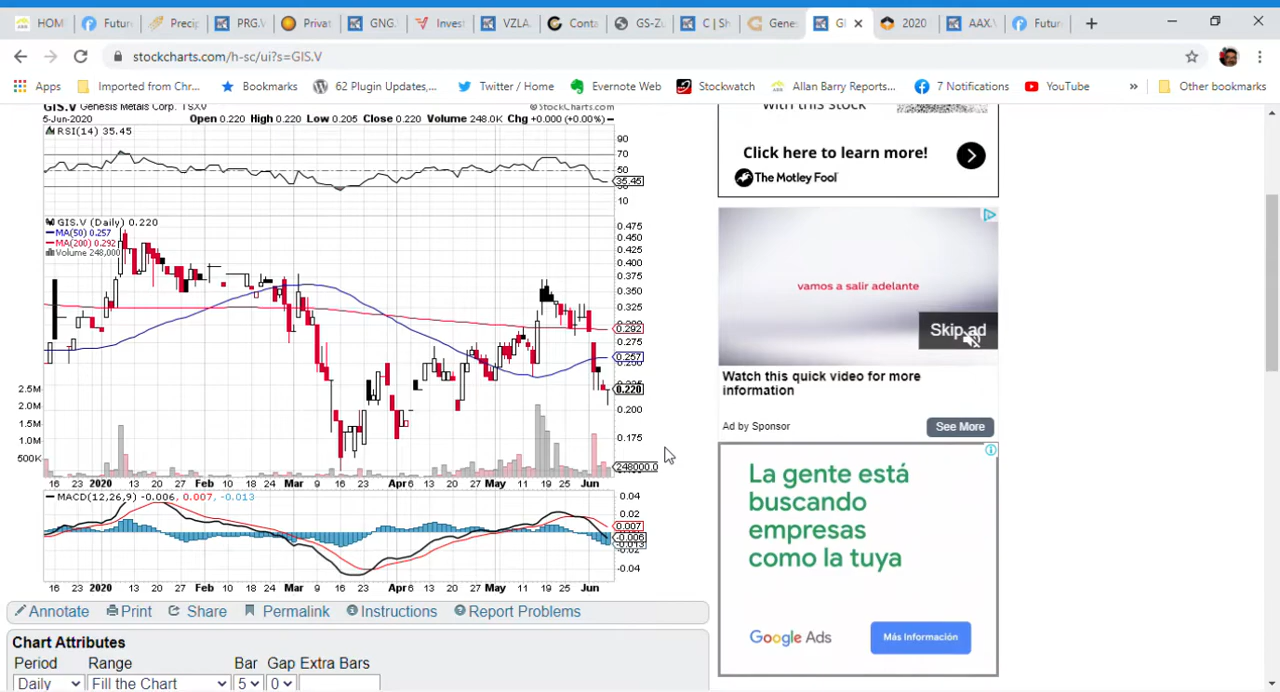 HOM
Futur
Precip
PRG.V
Privat
GNG.
Invest
VZLA.
Conta
GS-Zu
C | Sh
Genes
GI
2020
AAX.V
Futur
stockcharts.com/h-sc/ui?s=GIS.V
Apps
Imported from Chr...
Bookmarks
62 Plugin Updates,...
Twitter / Home
Evernote Web
Stockwatch
Allan Barry Reports...
7 Notifications
YouTube
»
Other bookmarks
GIS.V Genesis Metals Corp. TSXV
© StockCharts.com
5-Jun-2020
Open 0.220 High 0.220 Low 0.205 Close 0.220 Volume 248.0K Chg +0.000 (+0.00%)
RSI(14) 35.45
90
70
50
35.45
30
10
GIS.V (Daily) 0.220
MA(50) 0.257
MA(200) 0.292
Volume 248,000
0.475
0.450
0.425
0.400
0.375
0.350
0.325
0.292
0.257
0.250
0.220
0.200
0.175
248000.0
2.5M
2.0M
1.5M
1.0M
500K
16 23 2020 13 21 27 Feb 10 18 24 Mar 9 16 23 Apr 6 13 20 27 May 11 19 25 Jun
MACD(12,26,9) -0.006, 0.007, -0.013
0.04
0.02
0.007
-0.006
-0.013
-0.02
-0.04
16 23 2020 13 20 27 Feb 10 18 24 Mar 9 16 23 Apr 6 13 20 27 May 11 19 25 Jun
Annotate
Print
Share
Permalink
Instructions
Report Problems
Chart Attributes
Period
Range
Bar
Gap
Extra Bars
Daily
Fill the Chart
5
0
with this stock
Click here to learn more!
The Motley Fool
vamos a salir adelante
Skip ad
Watch this quick video for more
information
Ad by Sponsor
See More
La gente está
buscando
empresas
como la tuya
Google Ads
Más Información